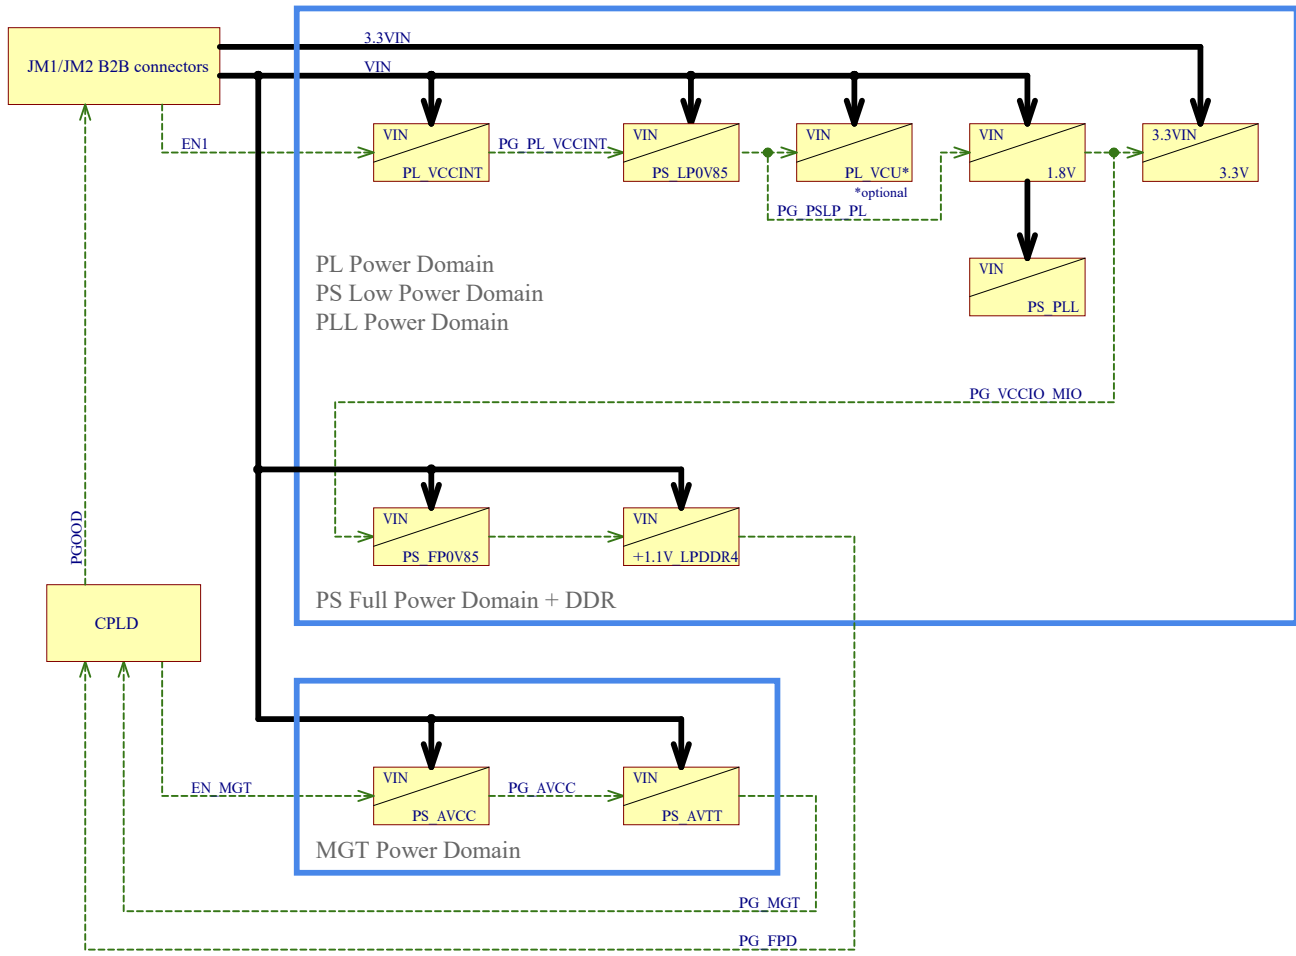 3.3VIN
JM1/JM2 B2B connectors
VIN
EN1
VIN
PL_VCCINT
PG_PL_VCCINT
VIN
PS_LP0V85
VIN
PL_VCU*
*optional
PG_PSLP_PL
VIN
1.8V
3.3VIN
3.3V
VIN
PS_PLL
PL Power Domain
PS Low Power Domain
PLL Power Domain
PG_VCCIO_MIO
VIN
PS_FP0V85
VIN
+1.1V_LPDDR4
PS Full Power Domain + DDR
PGOOD
CPLD
EN_MGT
VIN
PS_AVCC
PG_AVCC
VIN
PS_AVTT
MGT Power Domain
PG_MGT
PG_FPD